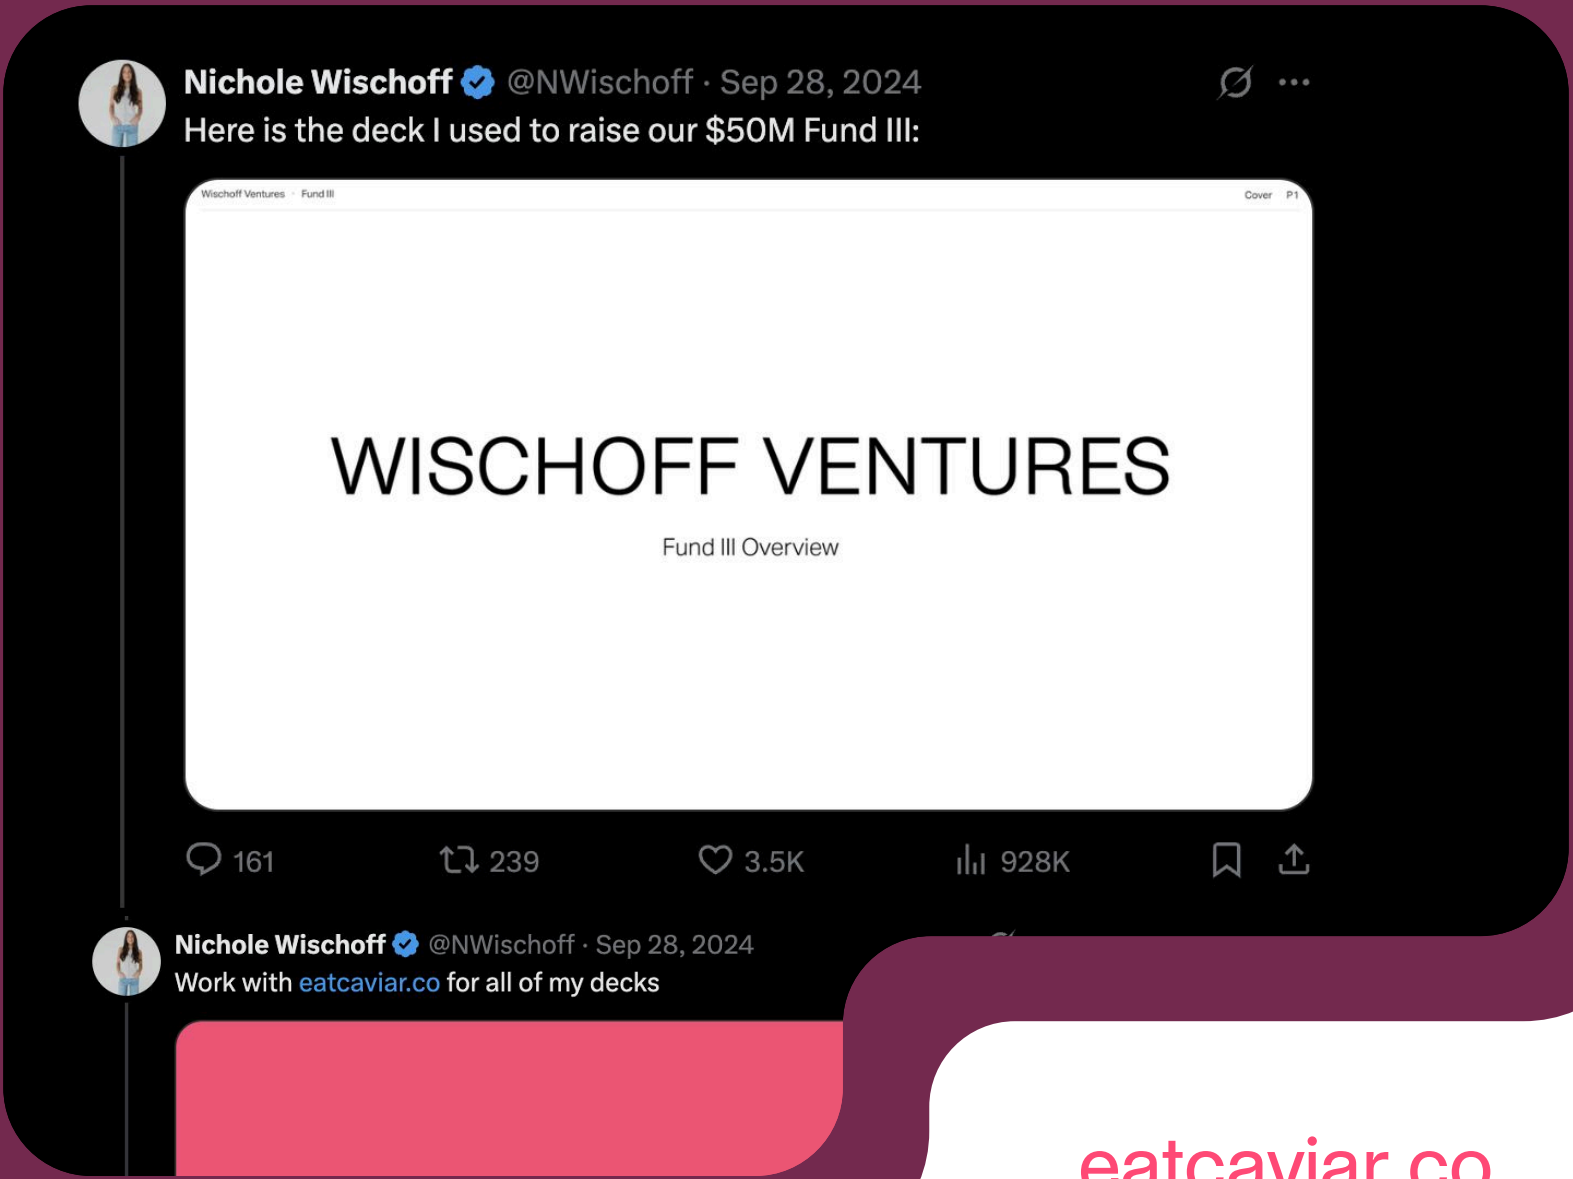 Nichole Wischoff @NWischoff · Sep 28, 2024
Here is the deck I used to raise our $50M Fund III:
Wischoff Ventures · Fund III Cover P1
WISCHOFF VENTURES
Fund III Overview
161 239 3.5K 928K
Nichole Wischoff @NWischoff · Sep 28, 2024
Work with eatcaviar.co for all of my decks
eatcaviar.co